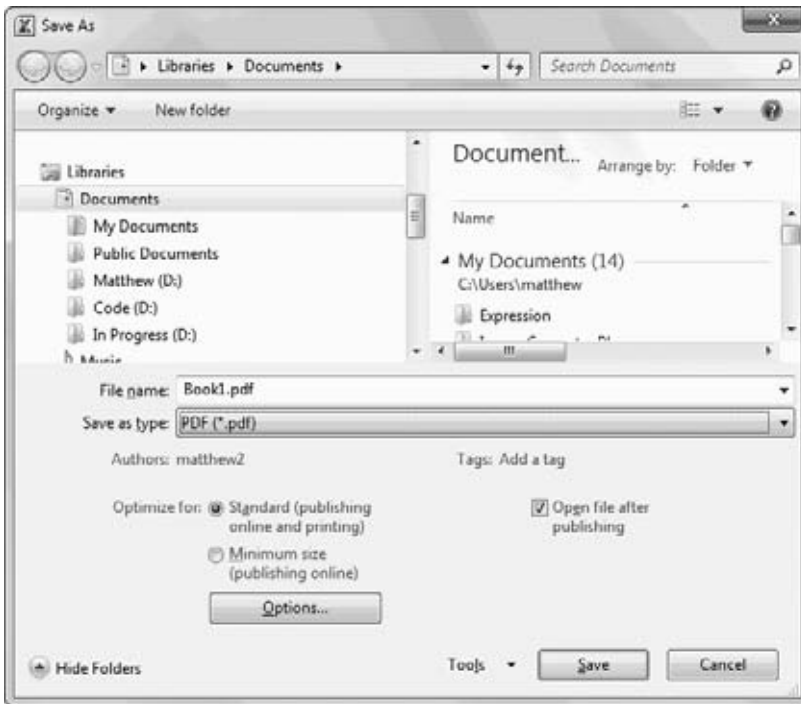 Save As
Libraries Documents
Search Documents
Organize New folder
Libraries
Documents
My Documents
Public Documents
Matthew (D:)
Code (D:)
In Progress (D:)
Music
Document...
Arrange by: Folder
Name
My Documents (14)
C:\Users\matthew
Expression
File name: Book1.pdf
Save as type: PDF (*.pdf)
Authors: matthew2
Tags: Add a tag
Optimize for: Standard (publishing
online and printing)
Minimum size
(publishing online)
Open file after
publishing
Options...
Hide Folders
Tools
Save
Cancel